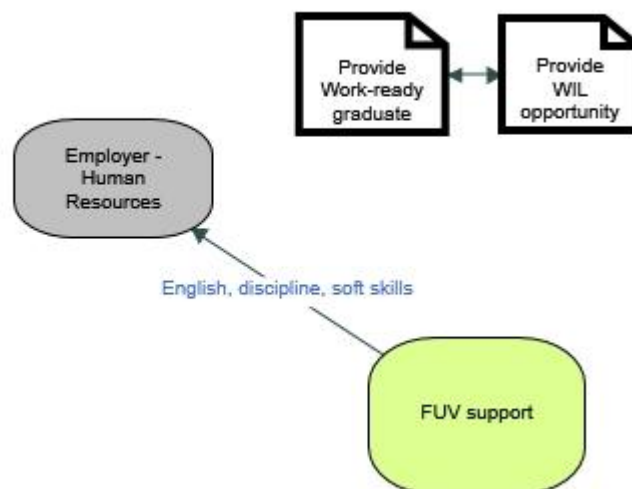 Provide
Work-ready
graduate
Provide
WIL
opportunity
Employer -
Human
Resources
English, discipline, soft skills
FUV support